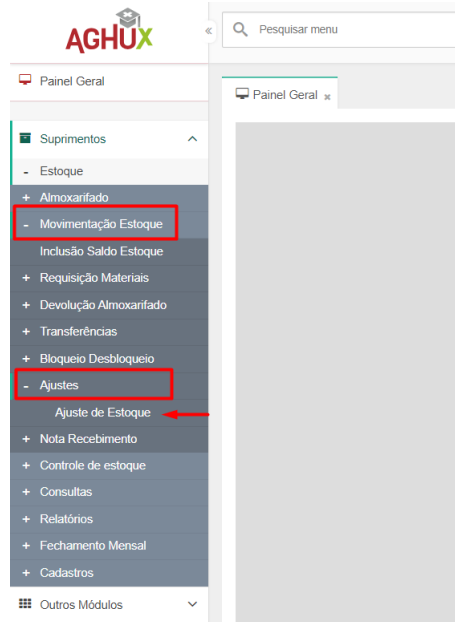 AGHUX
«
Pesquisar menu
Painel Geral
Painel Geral x
Suprimentos
- Estoque
+ Almoxarifado
- Movimentação Estoque
Inclusão Saldo Estoque
+ Requisição Materiais
+ Devolução Almoxarifado
+ Transferências
+ Bloqueio Desbloqueio
- Ajustes
Ajuste de Estoque
+ Nota Recebimento
+ Controle de estoque
+ Consultas
+ Relatórios
+ Fechamento Mensal
+ Cadastros
Outros Módulos